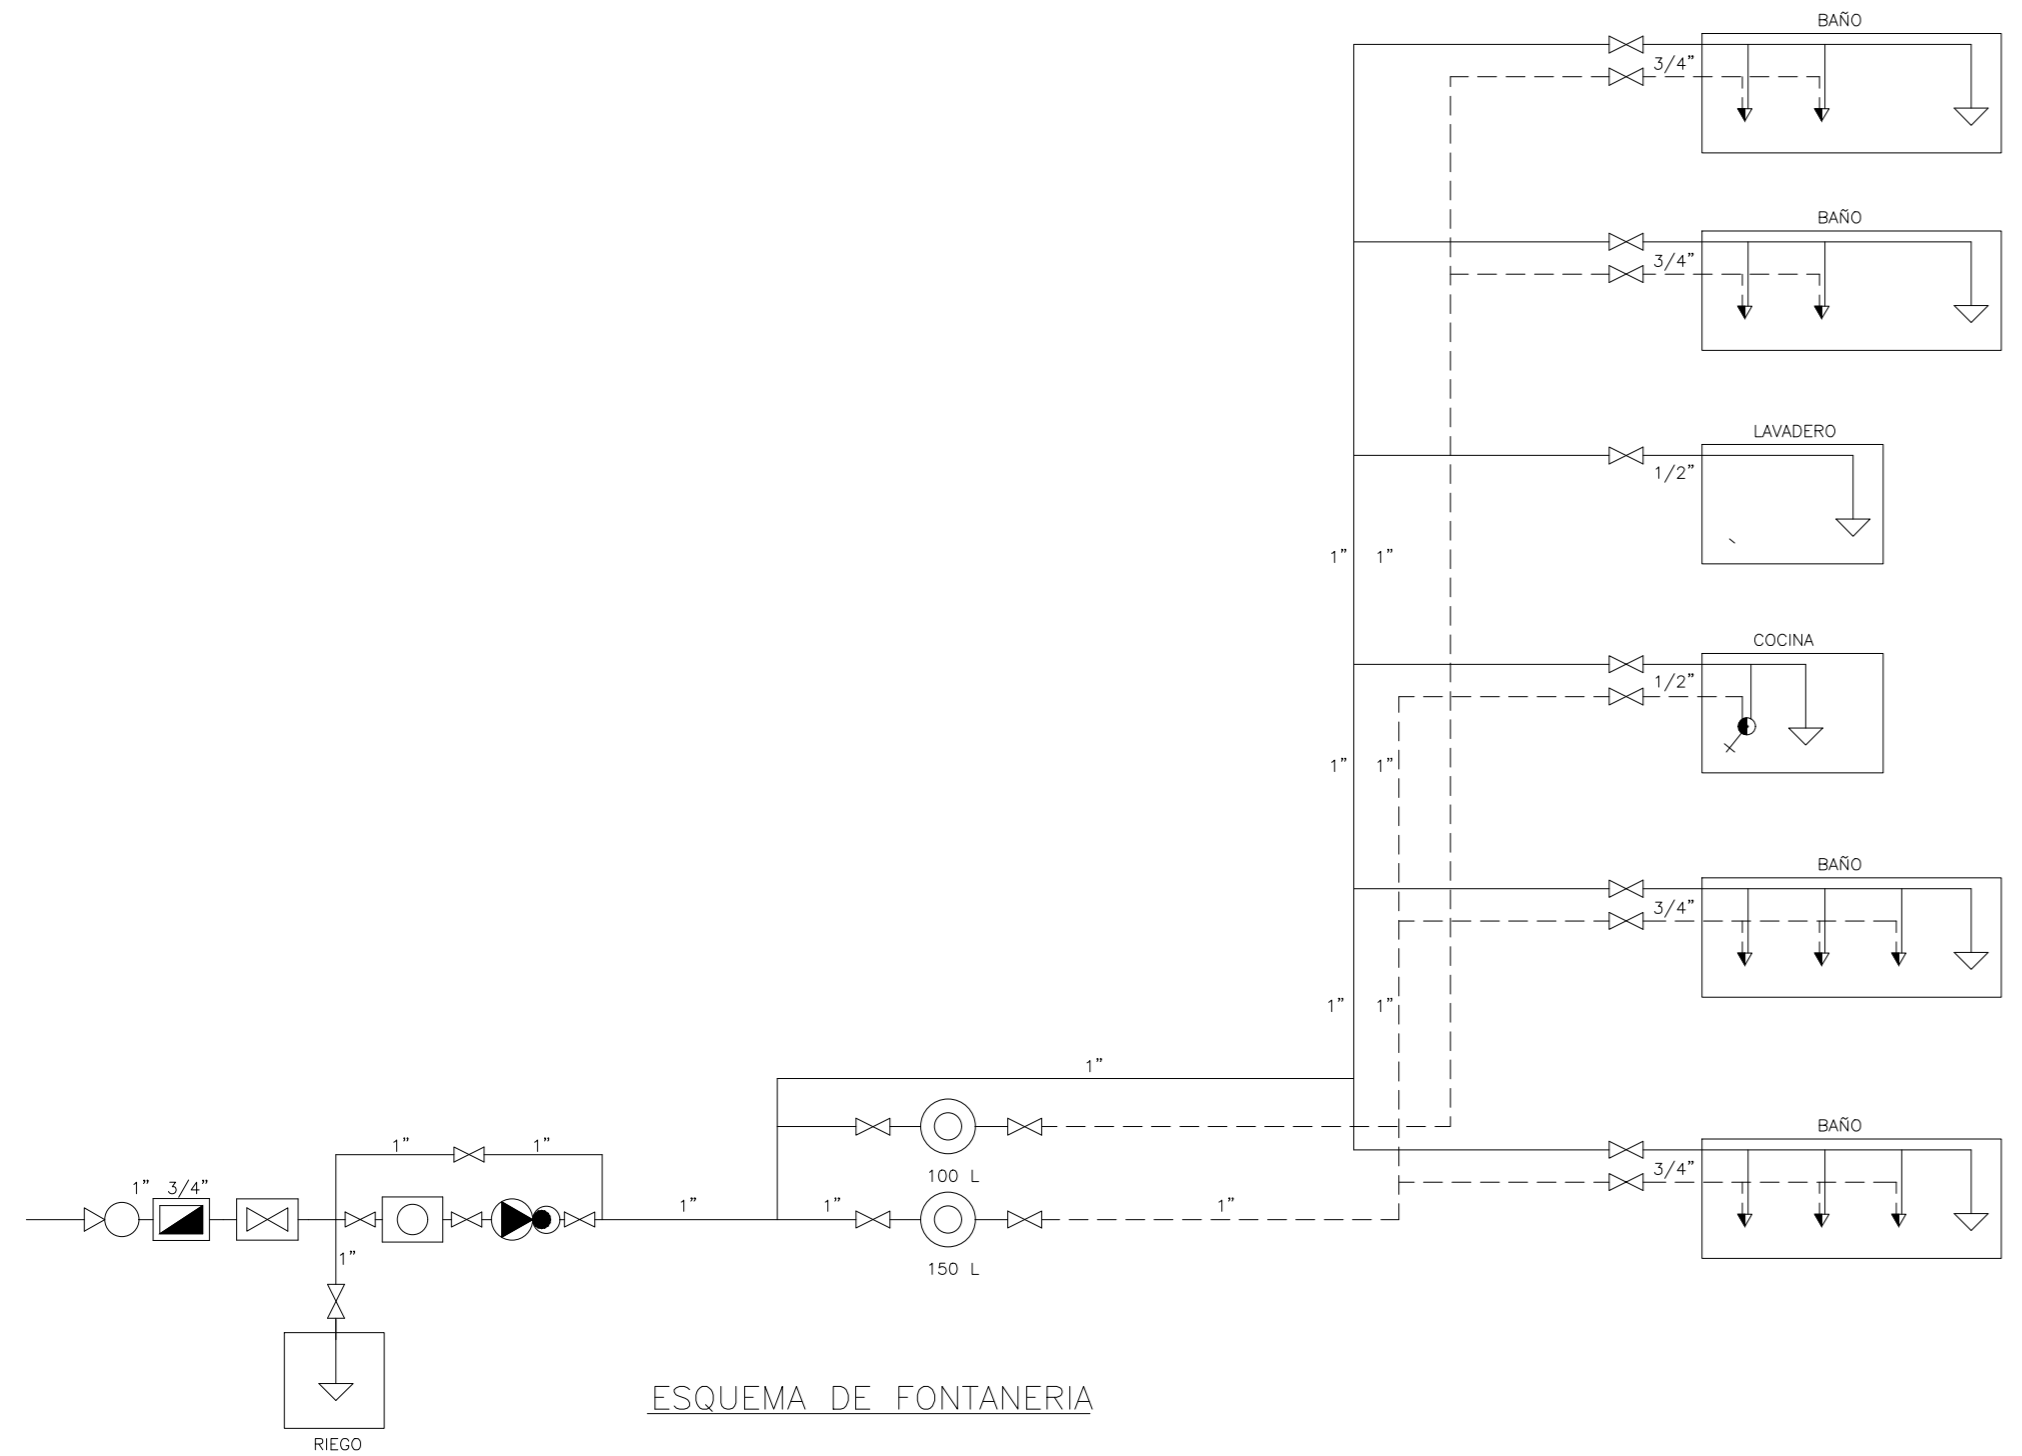 BAÑO
3/4”
BAÑO
3/4”
LAVADERO
1/2”
1” 1”
COCINA
1/2”
1” 1”
BAÑO
3/4”
1” 1”
1”
BAÑO
1” 1”
100 L
3/4”
1” 3/4”
1” 1” 1”
1”
150 L
ESQUEMA DE FONTANERIA
RIEGO